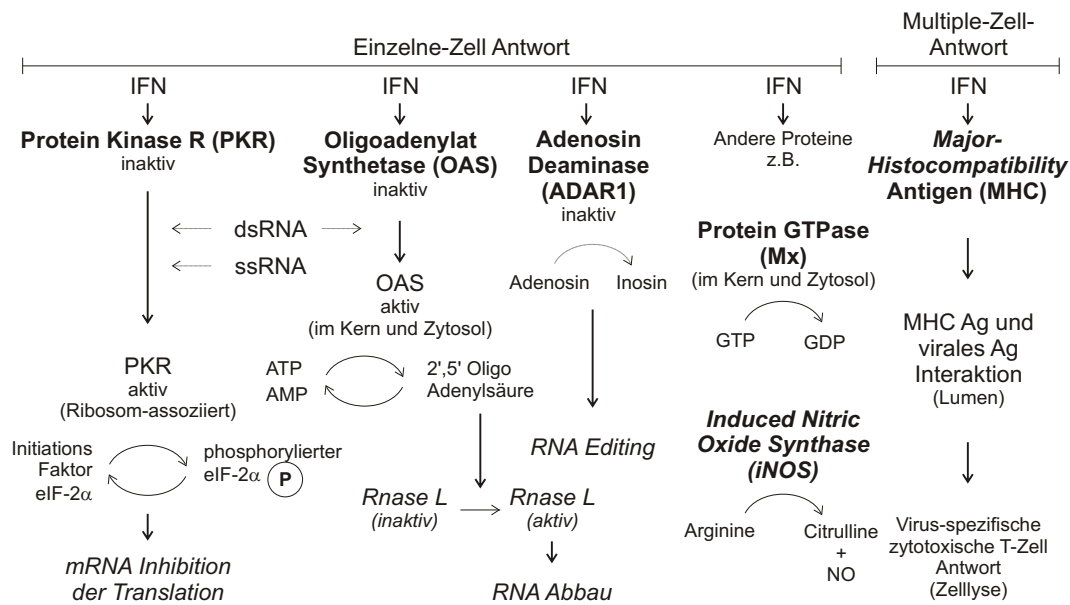 Einzelne-Zell Antwort
Multiple-Zell-
Antwort
IFN
Protein Kinase R (PKR)
inaktiv
PKR
aktiv
(Ribosom-assoziiert)
Initiations
Faktor
eIF-2α
phosphorylierter
eIF-2α P
mRNA Inhibition
der Translation
dsRNA
ssRNA
IFN
Oligoadenylat
Synthetase (OAS)
inaktiv
OAS
aktiv
(im Kern und Zytosol)
ATP
AMP
2',5' Oligo
Adenylsäure
Rnase L
(inaktiv)
Rnase L
(aktiv)
RNA Abbau
IFN
Adenosin
Deaminase
(ADAR1)
inaktiv
Adenosin Inosin
RNA Editing
IFN
Andere Proteine
z.B.
Protein GTPase
(Mx)
(im Kern und Zytosol)
GTP GDP
Induced Nitric
Oxide Synthase
(iNOS)
Arginine
Citrulline
+
NO
IFN
Major-
Histocompatibility
Antigen (MHC)
MHC Ag und
virales Ag
Interaktion
(Lumen)
Virus-spezifische
zytotoxische T-Zell
Antwort
(Zelllyse)